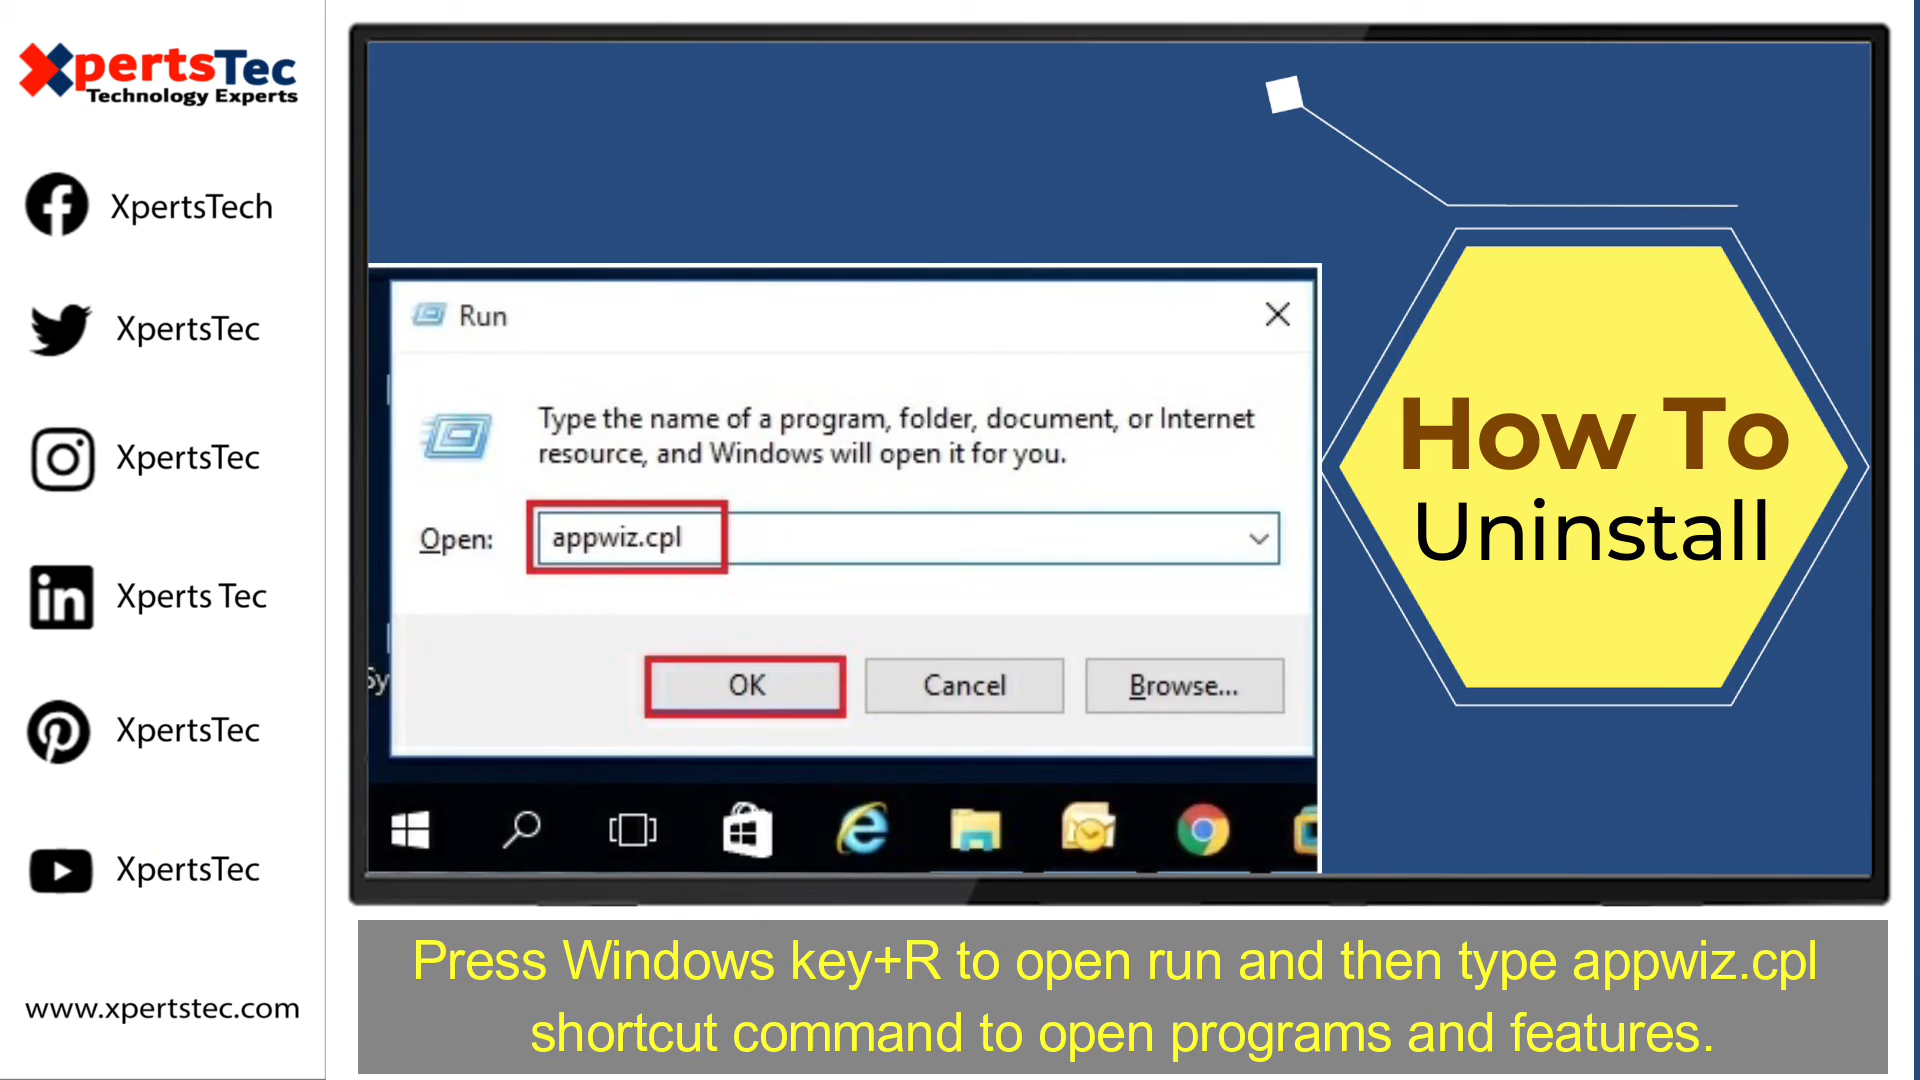 XpertsTec
Technology Experts
XpertsTech
XpertsTec
XpertsTec
Xperts Tec
XpertsTec
XpertsTec
www.xpertstec.com
Run
Type the name of a program, folder, document, or Internet
resource, and Windows will open it for you.
Open: appwiz.cpl
OK Cancel Browse...
Sy
How To
Uninstall
Press Windows key+R to open run and then type appwiz.cpl
shortcut command to open programs and features.